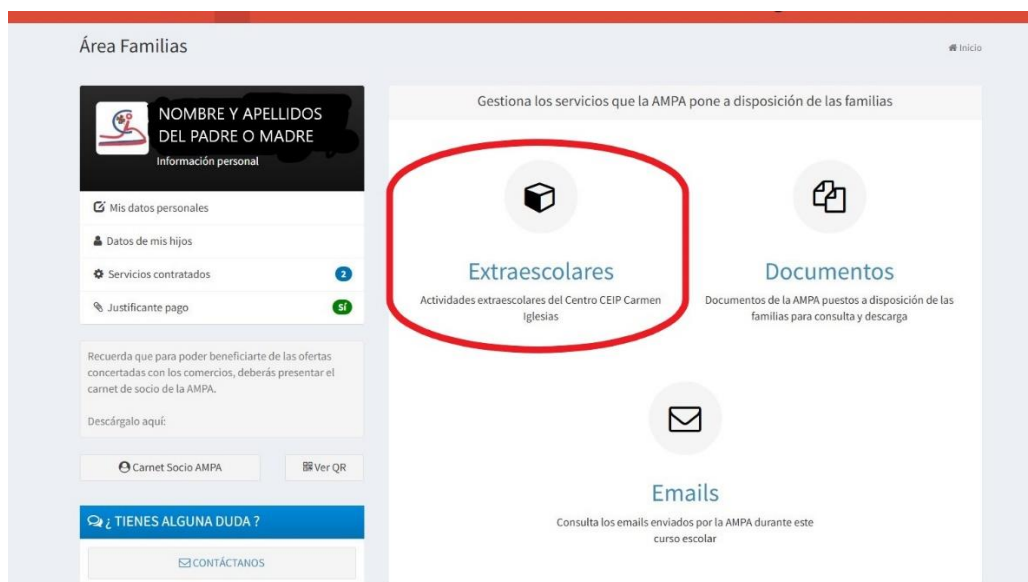 Área Familias
Inicio
NOMBRE Y APELLIDOS
DEL PADRE O MADRE
Información personal
Mis datos personales
Datos de mis hijos
Servicios contratados 2
Justificante pago Sí
Recuerda que para poder beneficiarte de las ofertas
concertadas con los comercios, deberás presentar el
carnet de socio de la AMPA.
Descárgalo aquí:
Carnet Socio AMPA
Ver QR
¿ TIENES ALGUNA DUDA ?
CONTÁCTANOS
Gestiona los servicios que la AMPA pone a disposición de las familias
Extraescolares
Actividades extraescolares del Centro CEIP Carmen
Iglesias
Documentos
Documentos de la AMPA puestos a disposición de las
familias para consulta y descarga
Emails
Consulta los emails enviados por la AMPA durante este
curso escolar